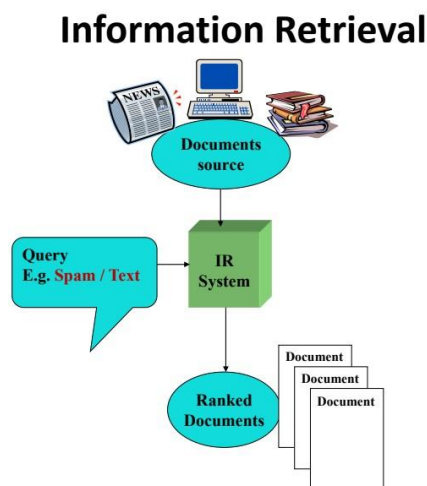 Information Retrieval
NEWS
Documents
source
Query
E.g. Spam / Text
IR
System
Ranked
Documents
Document
Document
Document